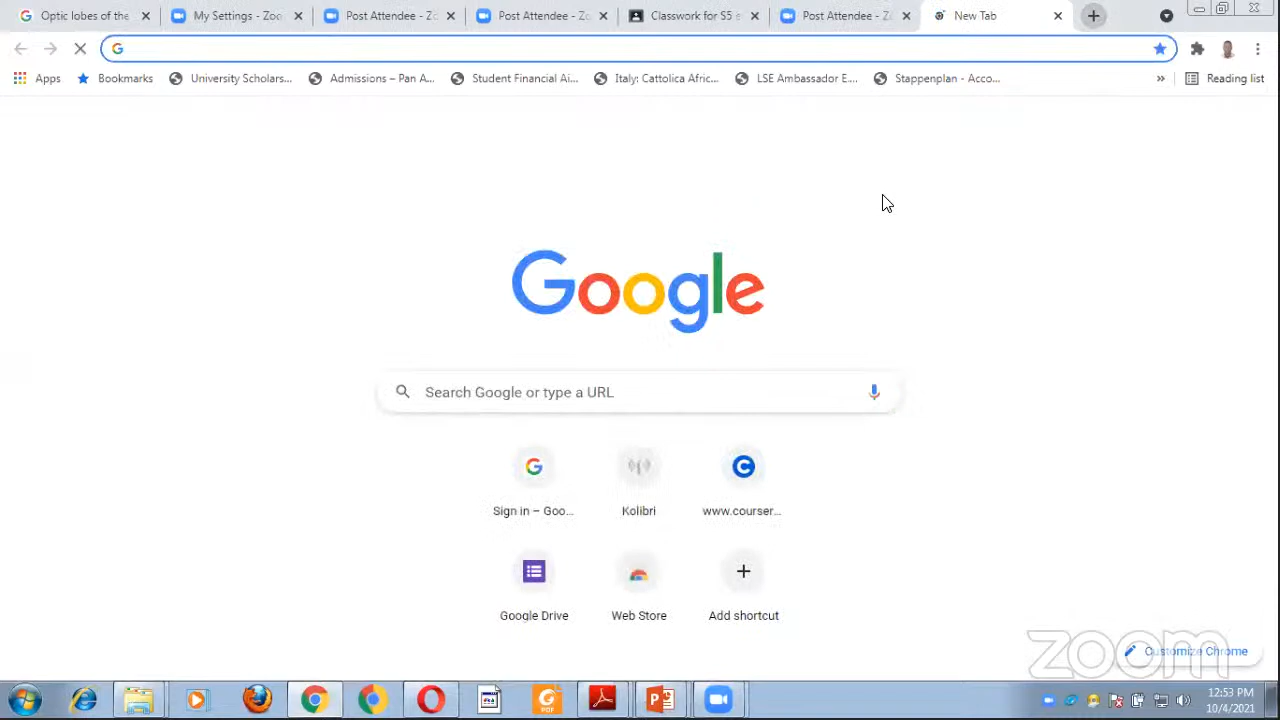 Optic lobes of the
My Settings - Zoo
Post Attendee - Zo
Post Attendee - Zo
Classwork for S5 e
Post Attendee - Zo
New Tab
Apps
Bookmarks
University Scholars...
Admissions – Pan A...
Student Financial Ai...
Italy: Cattolica Afric...
LSE Ambassador E....
Stappenplan - Acco...
»
Reading list
Google
Search Google or type a URL
Sign in – Goo...
Kolibri
www.courser...
Google Drive
Web Store
Add shortcut
zoom
Customize Chrome
PDF
12:53 PM
10/4/2021